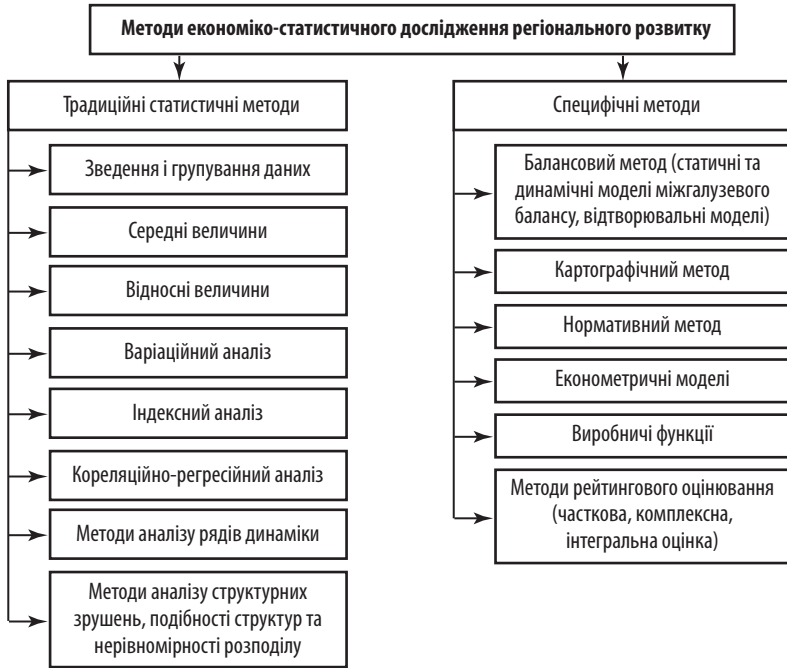 Методи економіко-статистичного дослідження регіонального розвитку
Традиційні статистичні методи
Зведення і групування даних
Середні величини
Відносні величини
Варіаційний аналіз
Індексний аналіз
Кореляційно-регресійний аналіз
Методи аналізу рядів динаміки
Методи аналізу структурних
зрушень, подібності структур та
нерівномірності розподілу
Специфічні методи
Балансовий метод (статичні та
динамічні моделі міжгалузевого
балансу, відтворювальні моделі)
Картографічний метод
Нормативний метод
Економетричні моделі
Виробничі функції
Методи рейтингового оцінювання
(часткова, комплексна,
інтегральна оцінка)